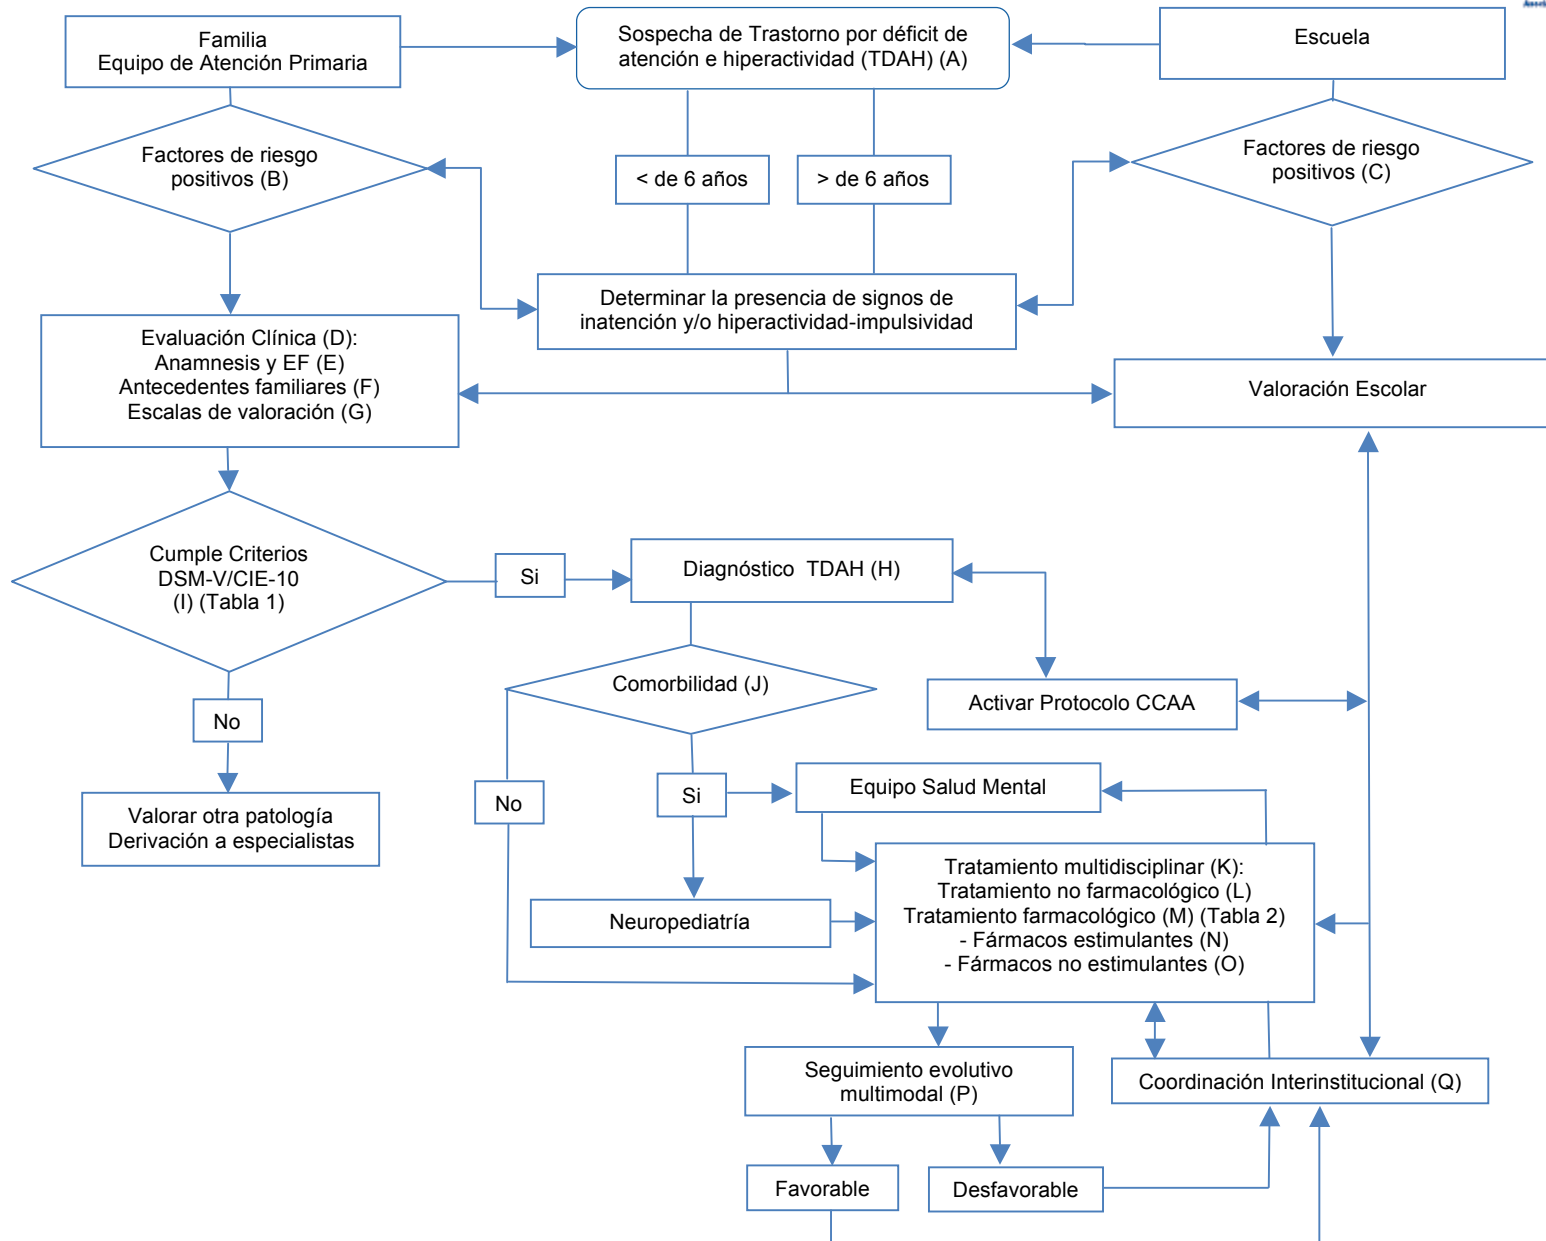 Familia
Equipo de Atención Primaria
Sospecha de Trastorno por déficit de
atención e hiperactividad (TDAH) (A)
Escuela
Factores de riesgo
positivos (B)
< de 6 años
> de 6 años
Factores de riesgo
positivos (C)
Determinar la presencia de signos de
inatención y/o hiperactividad-impulsividad
Evaluación Clínica (D):
Anamnesis y EF (E)
Antecedentes familiares (F)
Escalas de valoración (G)
Valoración Escolar
Cumple Criterios
DSM-V/CIE-10
(I) (Tabla 1)
Si
Diagnóstico TDAH (H)
Comorbilidad (J)
Activar Protocolo CCAA
No
Valorar otra patología
Derivación a especialistas
No
Si
Equipo Salud Mental
Neuropediatría
Tratamiento multidisciplinar (K):
Tratamiento no farmacológico (L)
Tratamiento farmacológico (M) (Tabla 2)
- Fármacos estimulantes (N)
- Fármacos no estimulantes (O)
Seguimiento evolutivo
multimodal (P)
Coordinación Interinstitucional (Q)
Favorable
Desfavorable